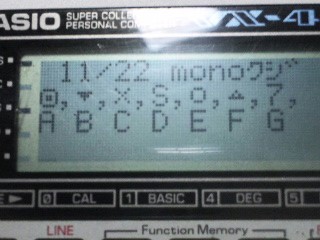 ASIO SUPER COLLE
PERSONAL COM
11/22 monoクジ
◘,▾,X,S,O,▴,7,
A B C D E F G
0 CAL 1 BASIC 4 DEG 5
LINE Function Memory